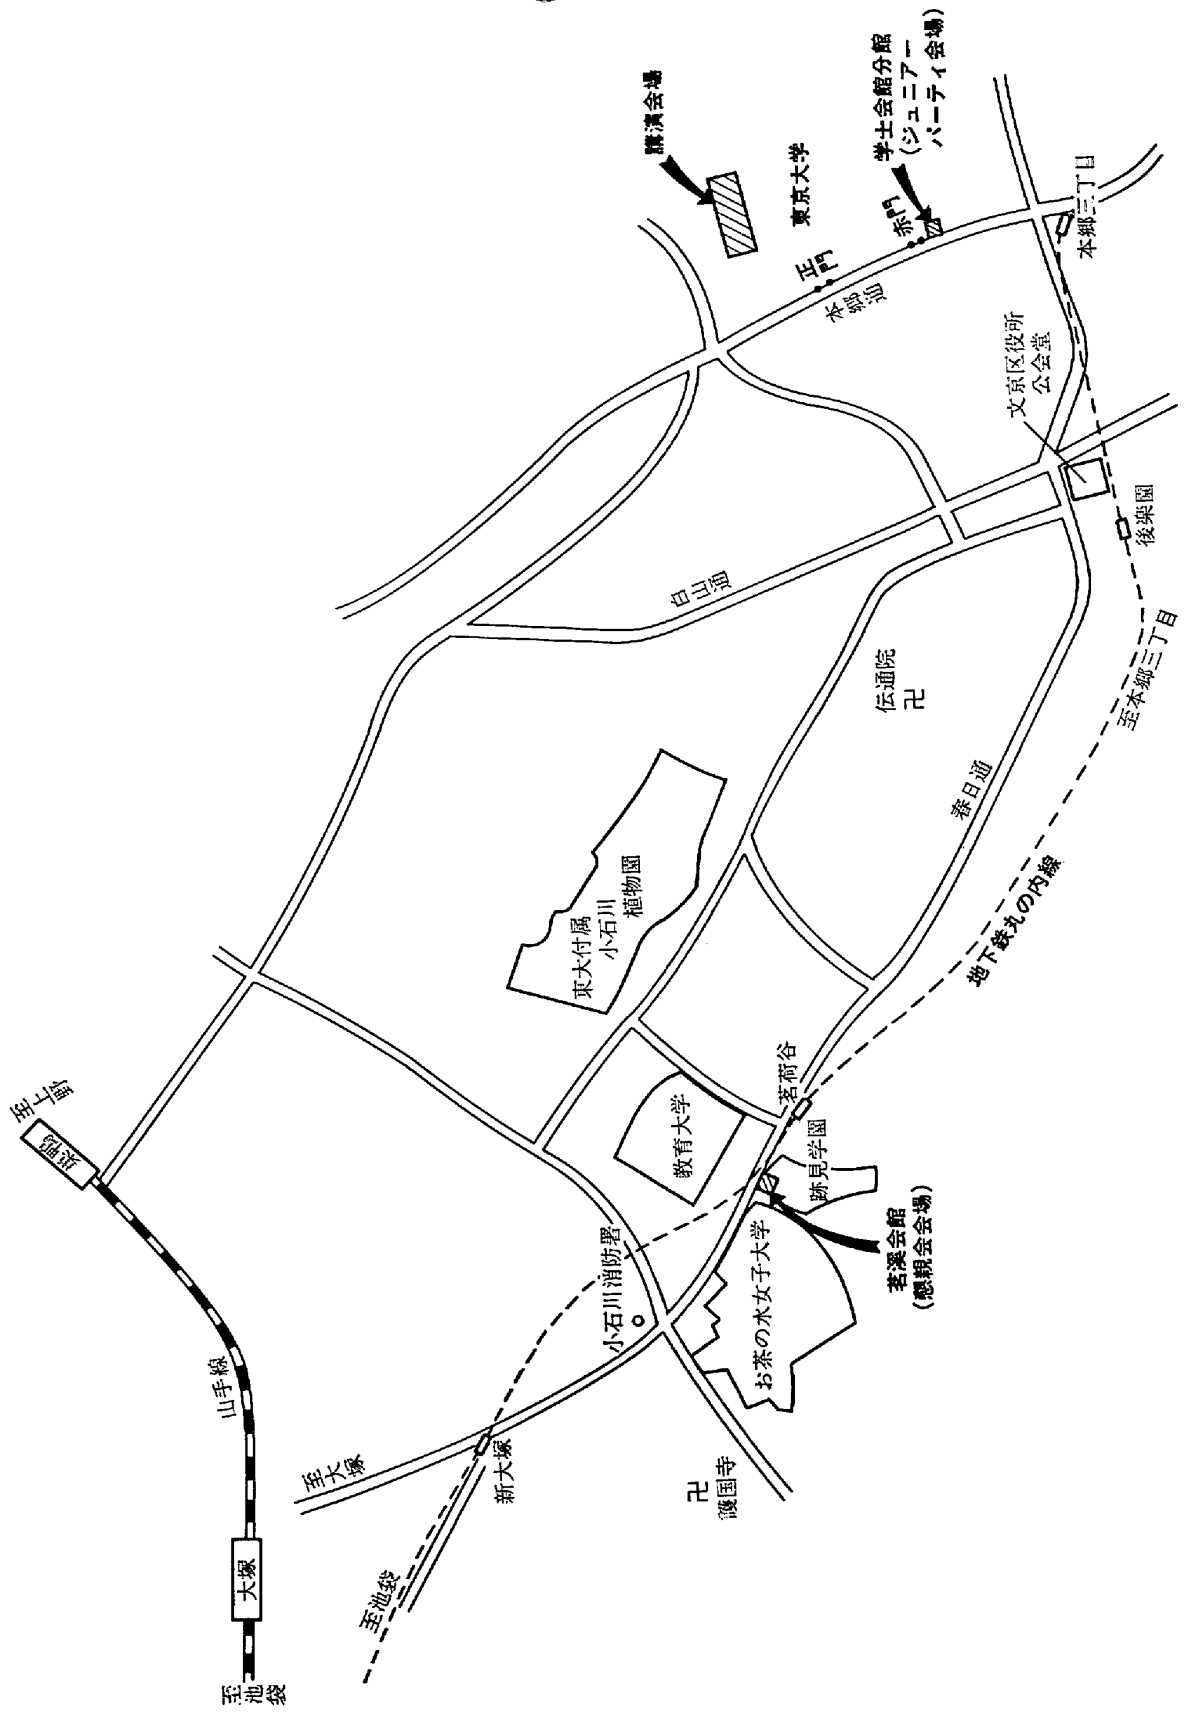 至上野
巣鴨
山手線
大塚
至池袋
至大塚
新大塚
至池袋
小石川消防署
卍
護国寺
お茶の水女子大学
教育大学
跡見学園
茗荷谷
茗溪会館
(懇親会会場)
東大付属
小石川
植物園
地下鉄丸の内線
春日通
至本郷三丁目
伝通院
卍
白山通
後楽園
文京区役所
公会堂
本郷三丁目
本郷通
正門
赤門
東京大学
講演会場
学士会館分館
(ジュニアー
パーティ会場)